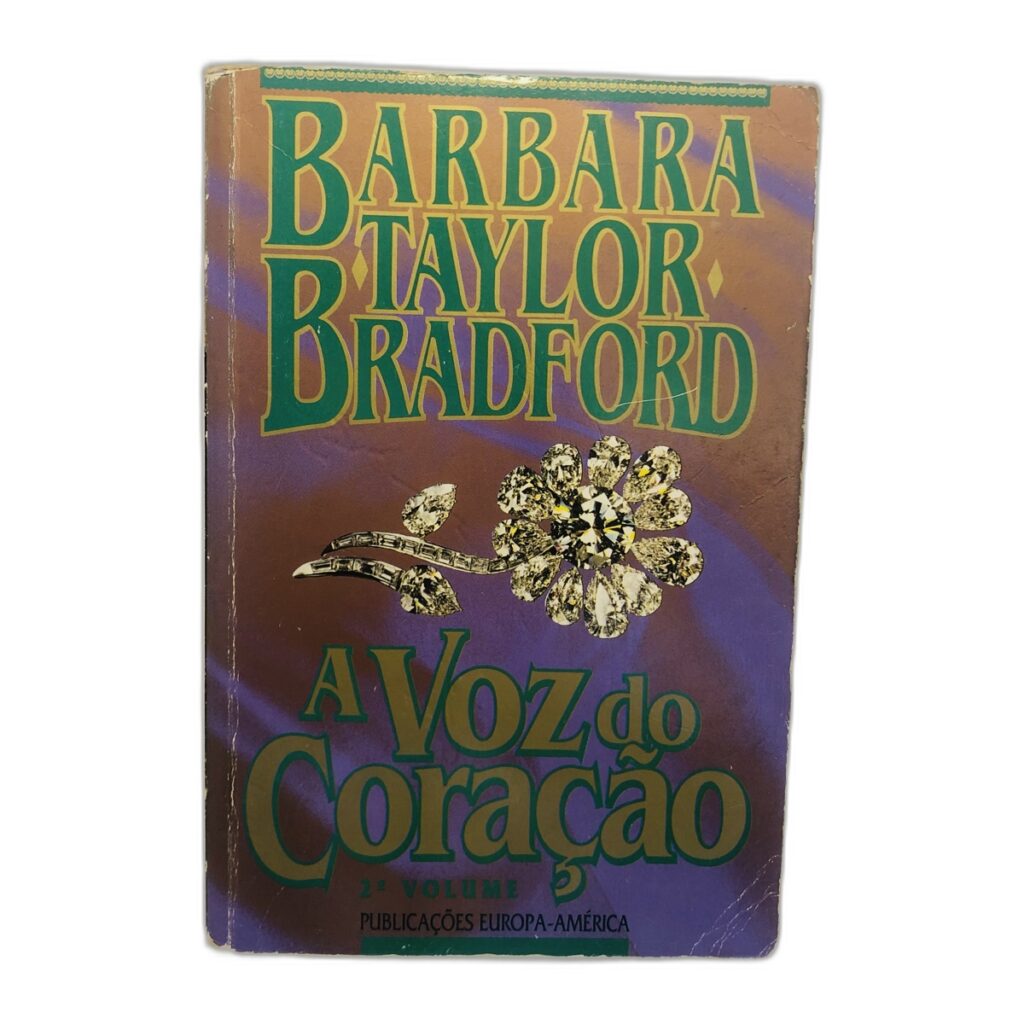 BARBARA
TAYLOR
BRADFORD
A VOZ do
CORAÇÃO
2º VOLUME
PUBLICAÇÕES EUROPA-AMÉRICA